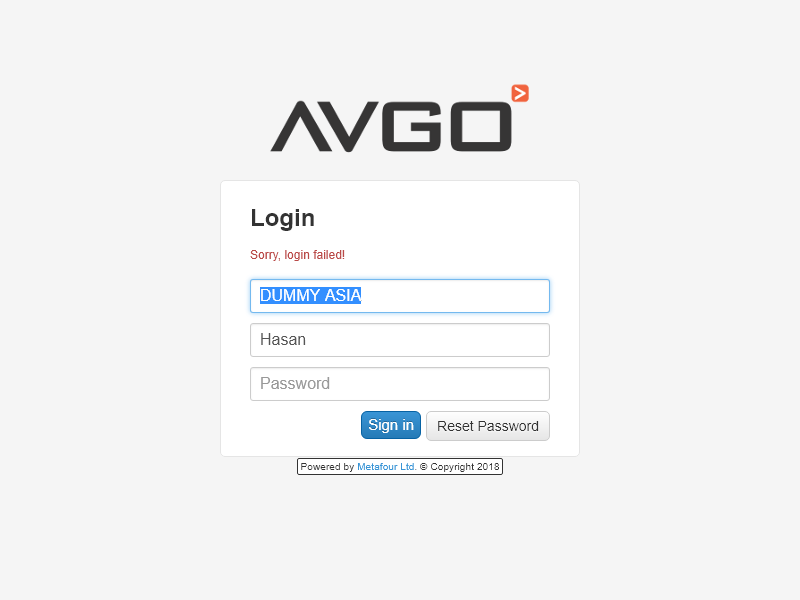 AVGO
Login
Sorry, login failed!
DUMMY ASIA
Hasan
Password
Sign in Reset Password
Powered by Metafour Ltd. © Copyright 2018